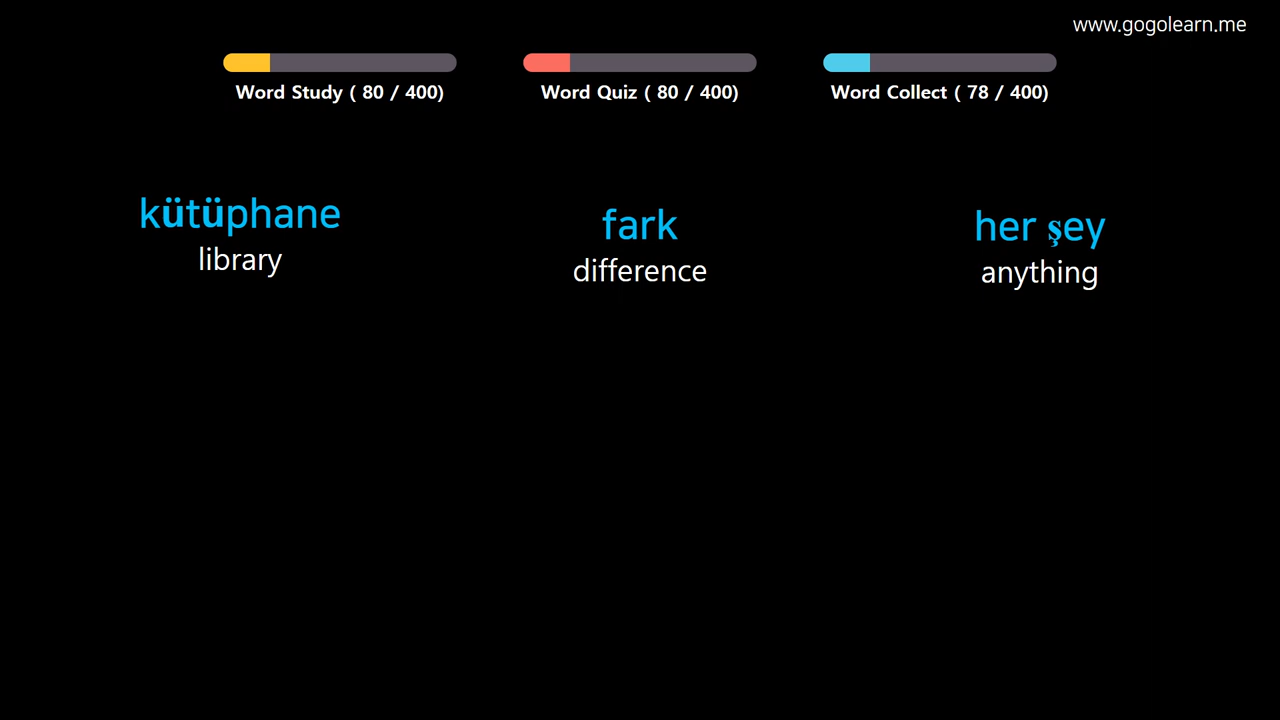 www.gogolearn.me
Word Study ( 80 / 400)
Word Quiz ( 80 / 400)
Word Collect ( 78 / 400)
kütüphane
library
fark
difference
her şey
anything